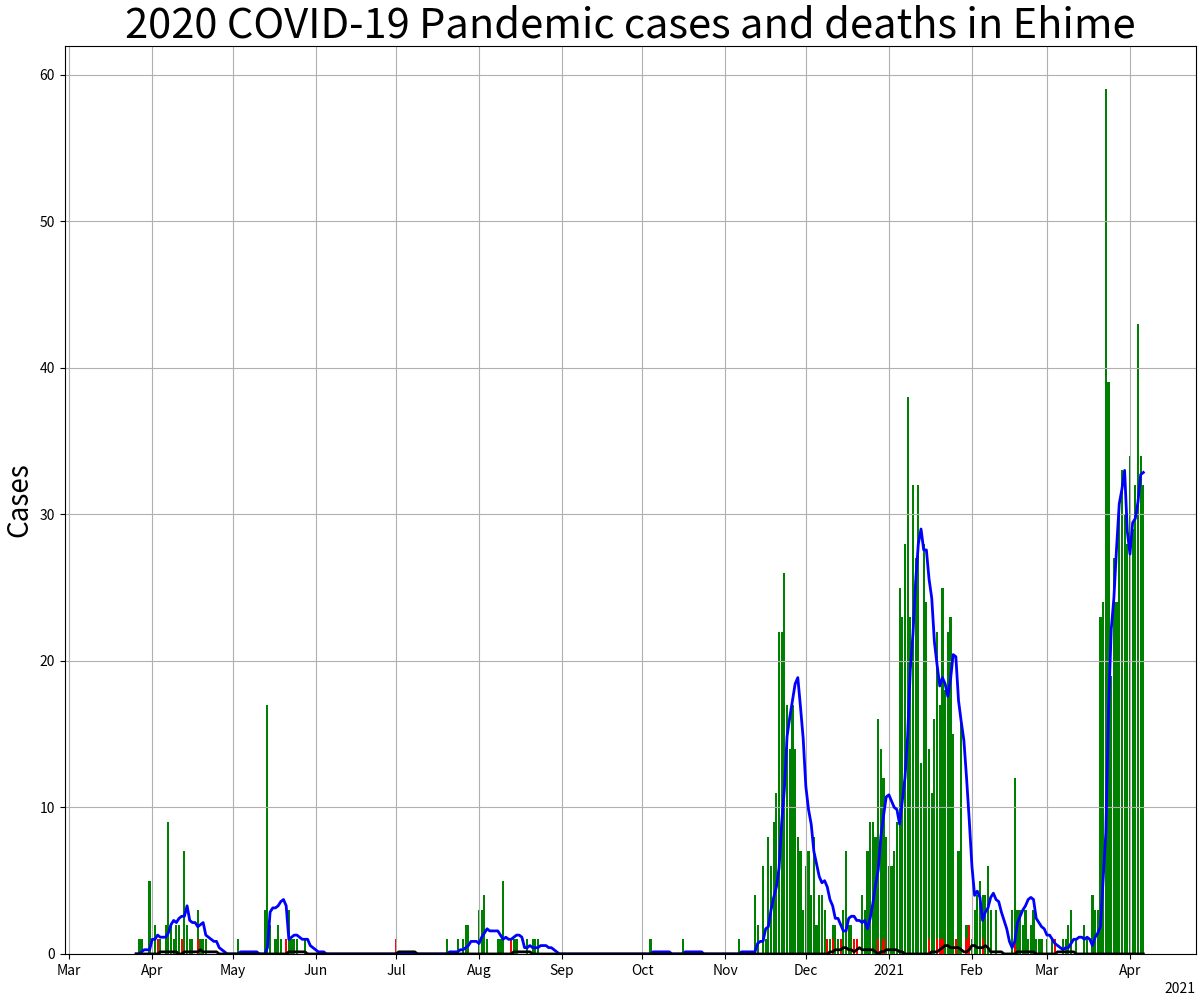 2020 COVID-19 Pandemic cases and deaths in Ehime
60
50
40
30
20
10
0
Cases
Mar Apr May Jun Jul Aug Sep Oct Nov Dec 2021 Feb Mar Apr
2021